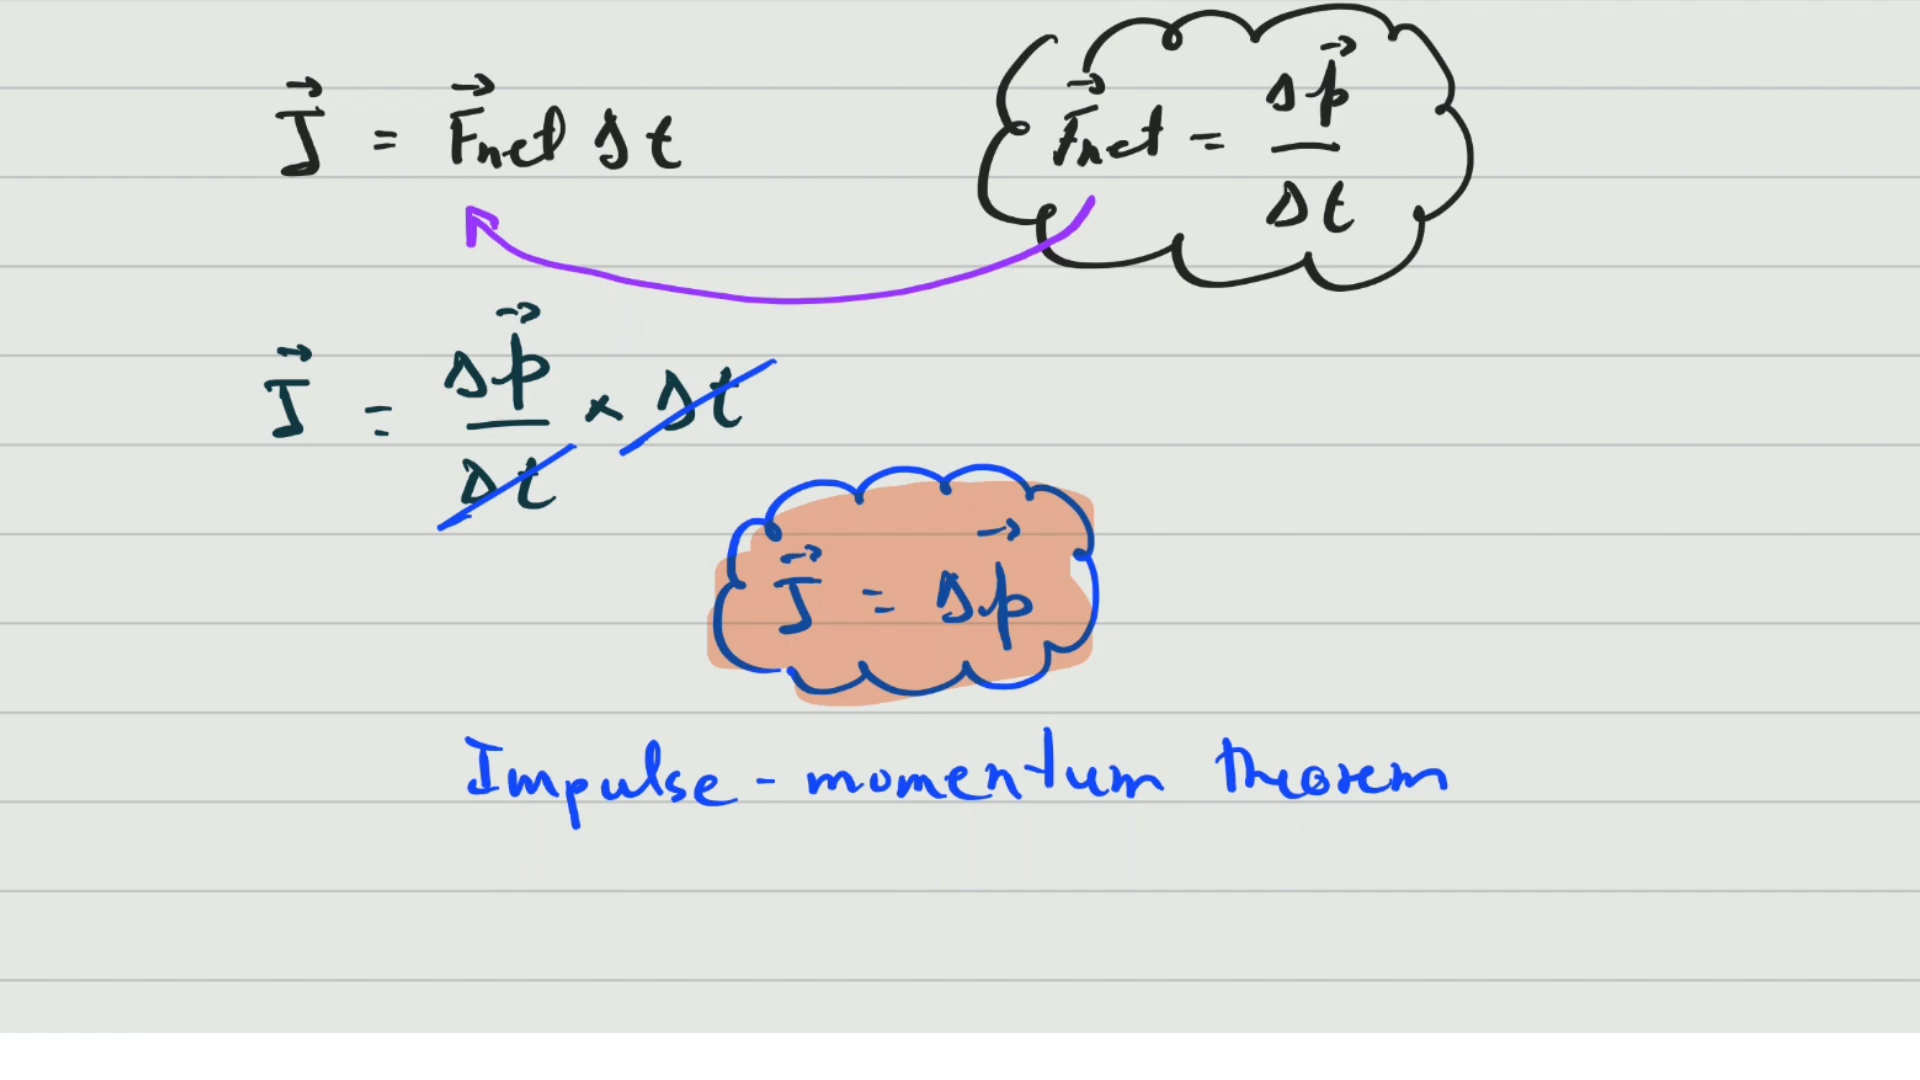 J⃗ = F⃗net Δt
F⃗net = Δp⃗ / Δt
J⃗ = Δp⃗ / Δt × Δt
J⃗ = Δp⃗
Impulse - momentum theorem